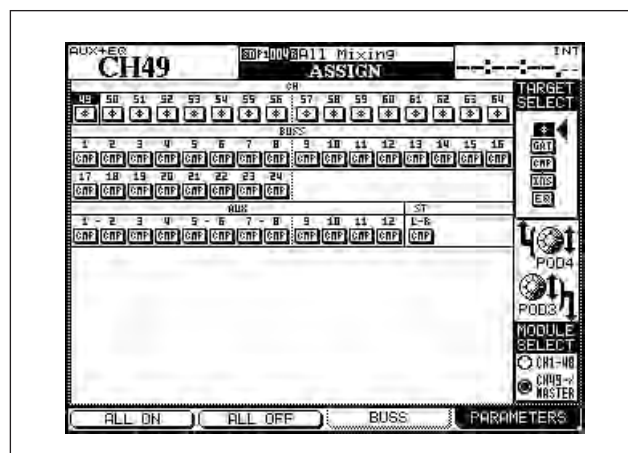 AUX+EQ
CH49
All Mixing
ASSIGN
INT
--:--:--.--
CH
49 50 51 52 53 54 55 56 57 58 59 60 61 62 63 64
Φ Φ Φ Φ Φ Φ Φ Φ Φ Φ Φ Φ Φ Φ Φ Φ
BUSS
1 2 3 4 5 6 7 8 9 10 11 12 13 14 15 16
CMP CMP CMP CMP CMP CMP CMP CMP CMP CMP CMP CMP CMP CMP CMP CMP
17 18 19 20 21 22 23 24
CMP CMP CMP CMP CMP CMP CMP CMP
AUX ST
1 - 2 3 4 5 - 6 7 - 8 9 10 11 12 L-R
CMP CMP CMP CMP CMP CMP CMP CMP CMP CMP CMP CMP CMP
TARGET
SELECT
Φ
GAT
CMP
INS
EQ
POD4
POD3
MODULE
SELECT
CH1-48
CH49-
MASTER
ALL ON
ALL OFF
BUSS
PARAMETERS